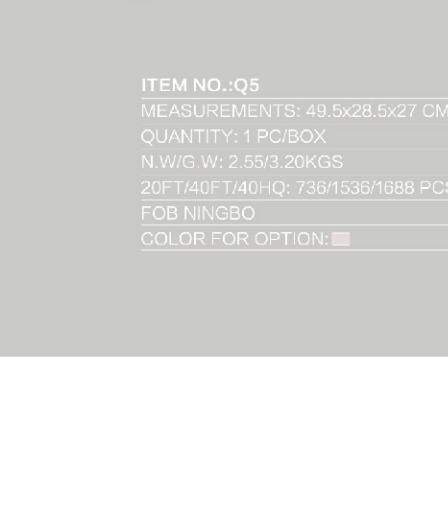 ITEM NO.:Q5
MEASUREMENTS: 49.5x28.5x27 CM
QUANTITY: 1 PC/BOX
N.W/G.W: 2.55/3.20KGS
20FT/40FT/40HQ: 736/1536/1688 PCS
FOB NINGBO
COLOR FOR OPTION: